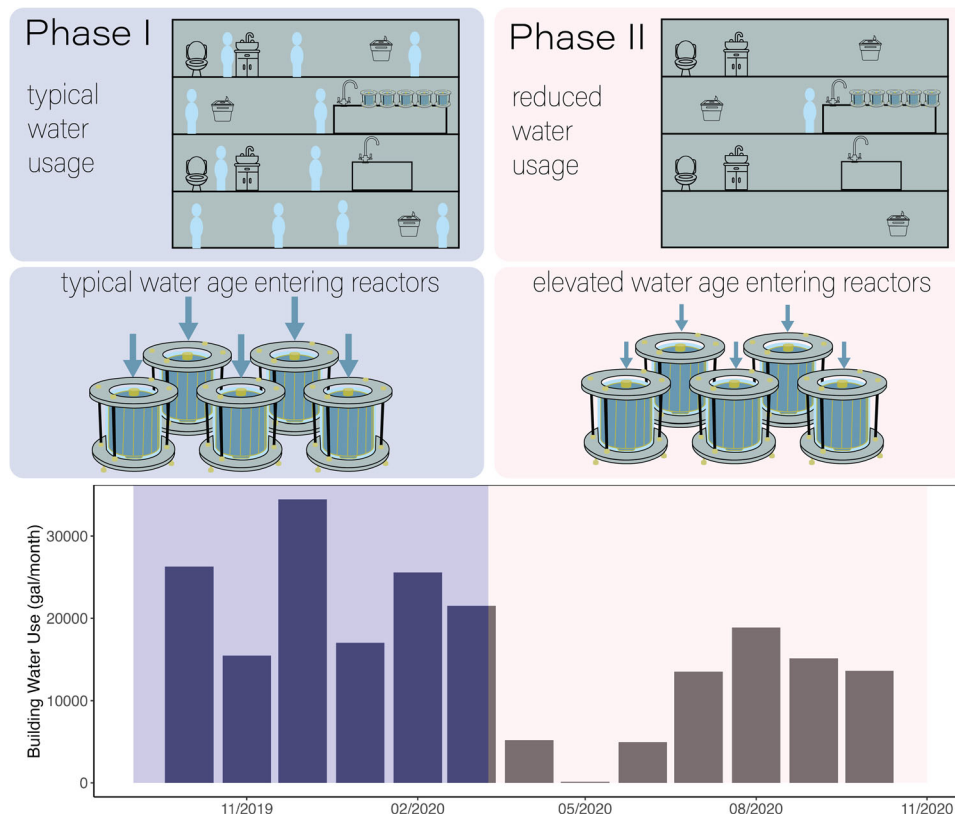 Phase I
typical
water
usage
Phase II
reduced
water
usage
typical water age entering reactors
elevated water age entering reactors
Building Water Use (gal/month)
30000
20000
10000
0
11/2019
02/2020
05/2020
08/2020
11/2020